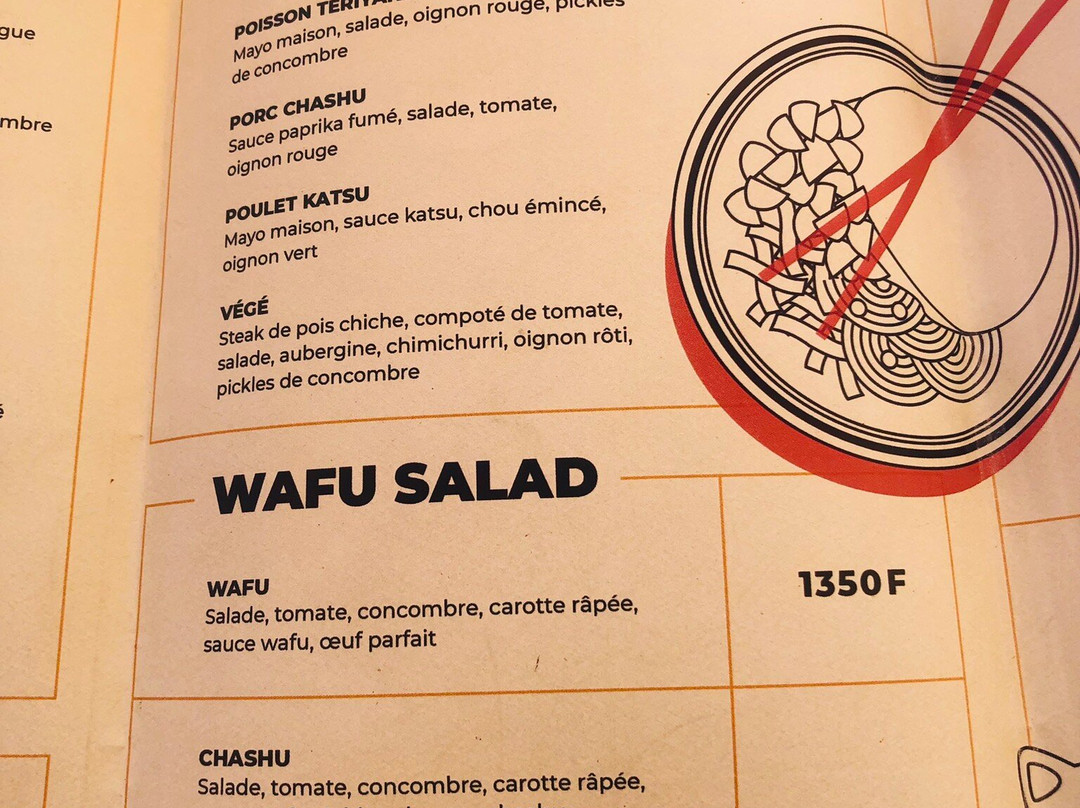 gue
mbre
é
POISSON
Mayo maison, salade, oignon rouge, pickles
de concombre
PORC CHASHU
Sauce paprika fumé, salade, tomate,
oignon rouge
POULET KATSU
Mayo maison, sauce katsu, chou émincé,
oignon vert
VÉGÉ
Steak de pois chiche, compoté de tomate,
salade, aubergine, chimichurri, oignon rôti,
pickles de concombre
WAFU SALAD
WAFU
Salade, tomate, concombre, carotte râpée,
sauce wafu, œuf parfait
1350 F
CHASHU
Salade, tomate, concombre, carotte râpée,